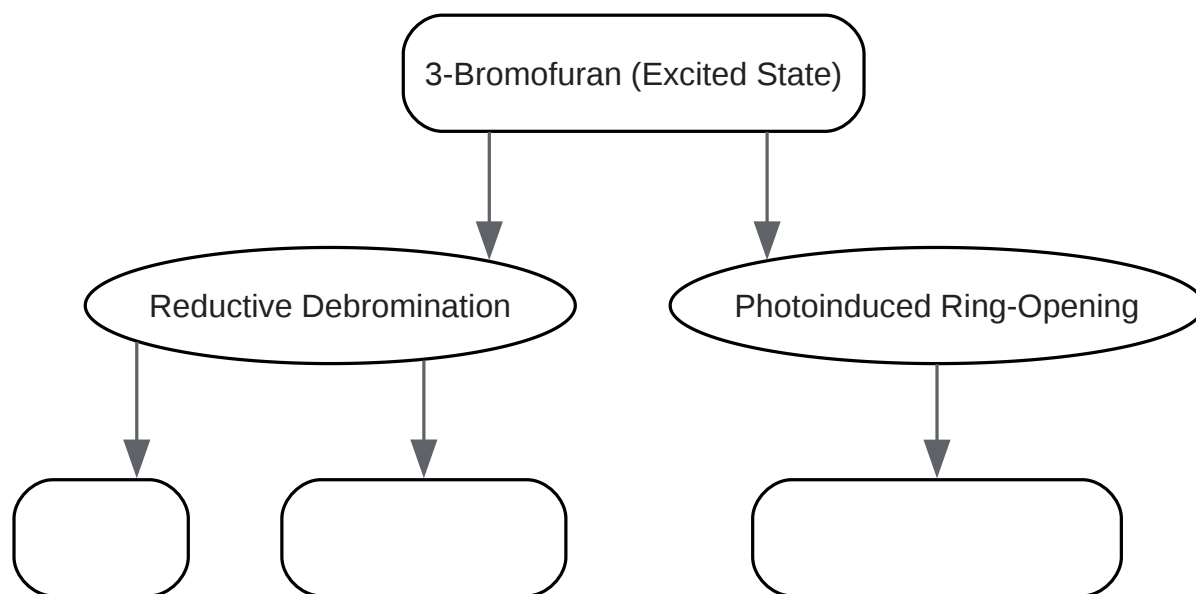 3-Bromofuran (Excited State)
Reductive Debromination
Photoinduced Ring-Opening